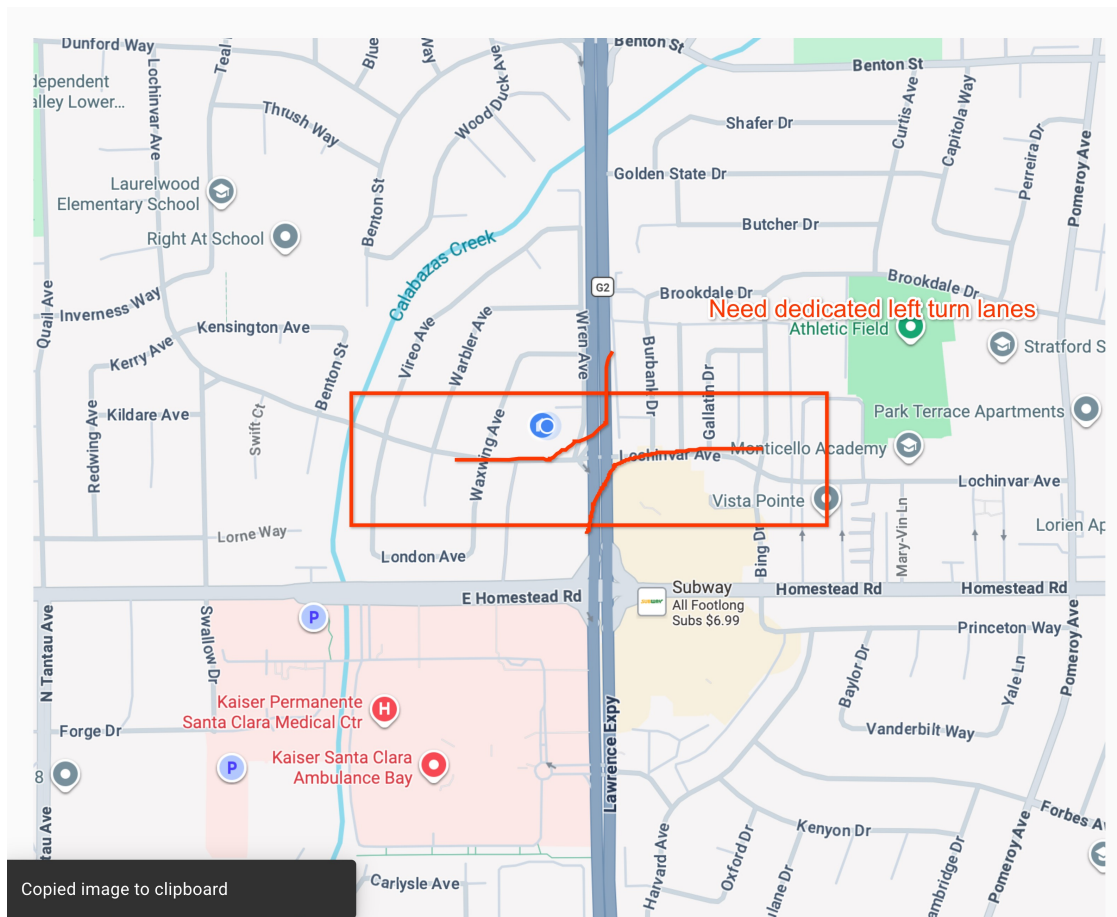 Dunford Way
Teal
Blue
Way
Benton St
Benton St
dependent
alley Lower...
Lochinvar Ave
Thrush Way
Wood Duck Ave
Shafer Dr
Curtis Ave
Capitola Way
Perreira Dr
Pomeroy Ave
Laurelwood
Elementary School
Golden State Dr
Right At School
Benton St
Butcher Dr
Calabazas Creek
Quail Ave
Inverness Way
G2
Brookdale Dr
Brookdale Dr
Need dedicated left turn lanes
Athletic Field
Kensington Ave
Kerry Ave
Benton St
Vireo Ave
Warbler Ave
Wren Ave
Burbank Dr
Gallatin Dr
Stratford S
Redwing Ave
Kildare Ave
Swift Ct
Waxwing Ave
Park Terrace Apartments
Lochinvar Ave
Monticello Academy
Vista Pointe
Lochinvar Ave
Mary-Vin Ln
Lorien Ap
Lorne Way
London Ave
Bing Dr
E Homestead Rd
Subway
All Footlong
Subs $6.99
Homestead Rd
Homestead Rd
N Tantau Ave
Swallow Dr
P
Princeton Way
Pomeroy Ave
Baylor Dr
Yale Ln
Kaiser Permanente
Santa Clara Medical Ctr
H
Forge Dr
Vanderbilt Way
Kaiser Santa Clara
Ambulance Bay
P
8
Lawrence Expy
tau Ave
Harvard Ave
Oxford Dr
Kenyon Dr
lane Dr
ambridge Dr
Pomeroy Ave
Forbes A
Carlysle Ave
Copied image to clipboard